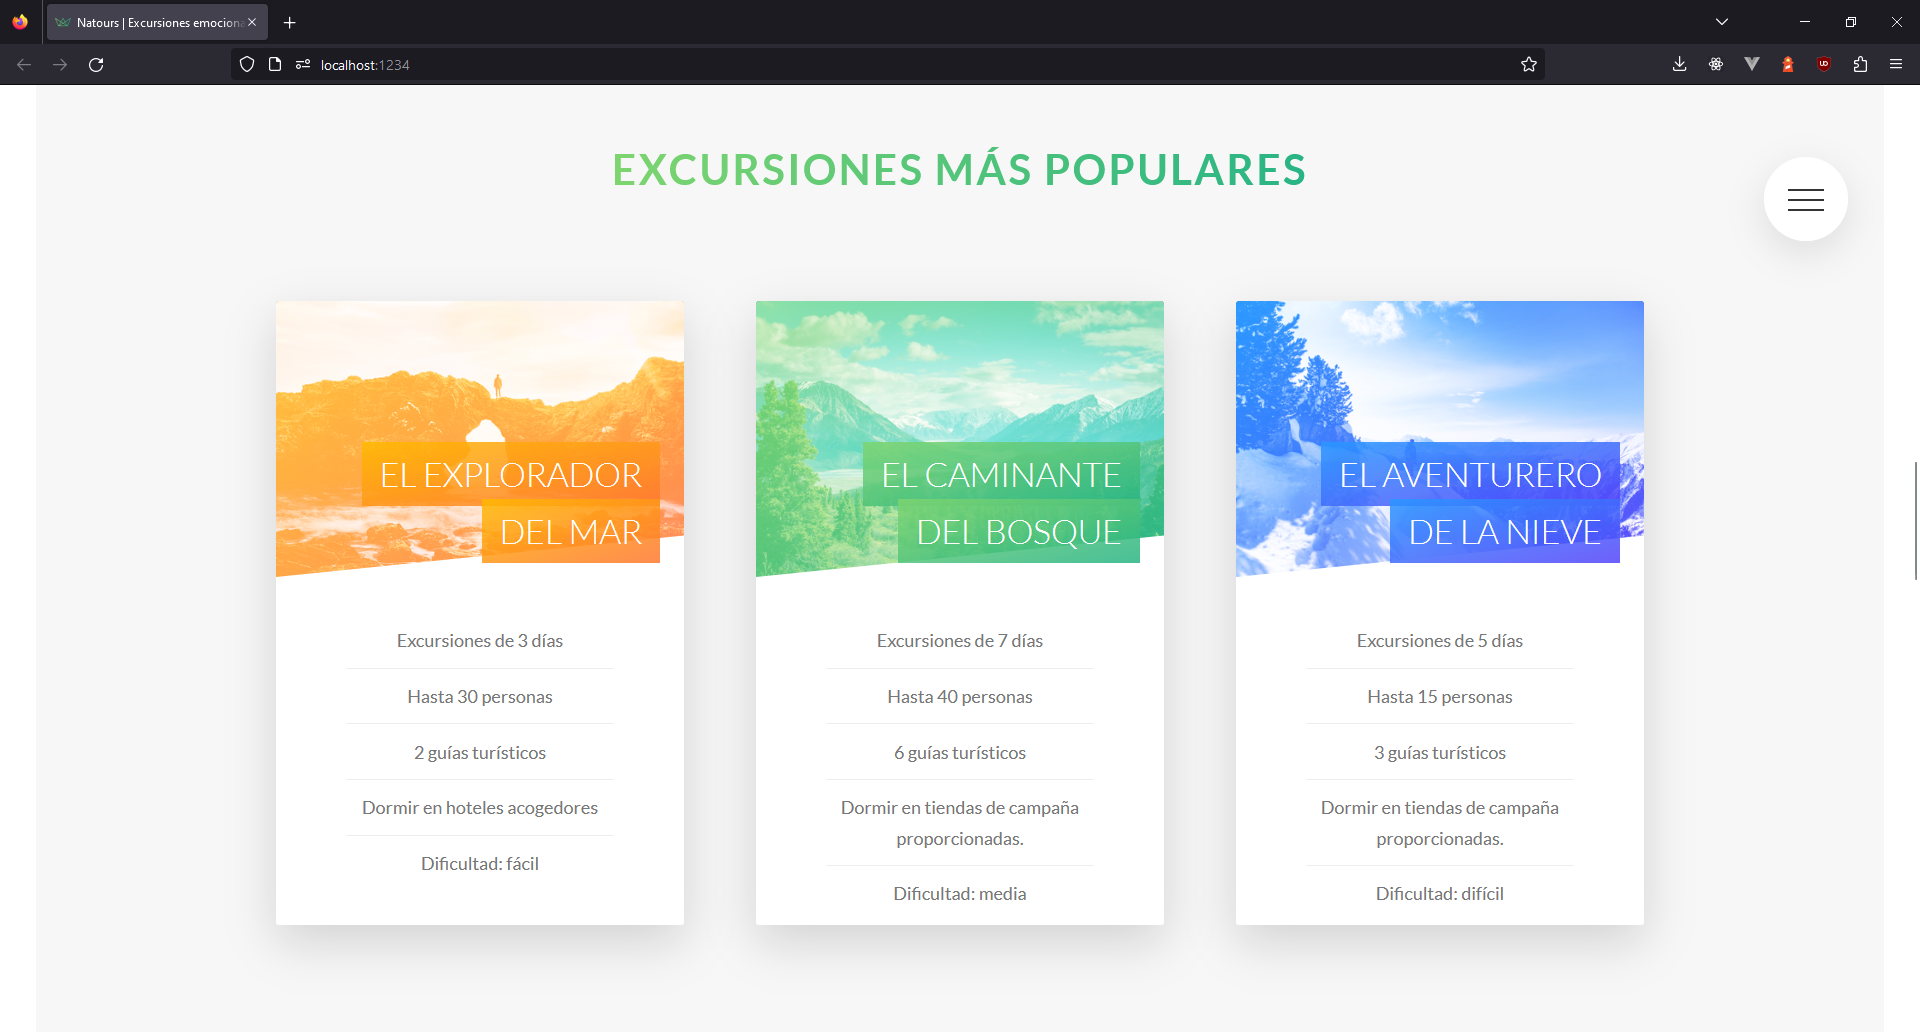 Natours | Excursiones emociona
localhost:1234
EXCURSIONES MÁS POPULARES
EL EXPLORADOR
DEL MAR
Excursiones de 3 días
Hasta 30 personas
2 guías turísticos
Dormir en hoteles acogedores
Dificultad: fácil
EL CAMINANTE
DEL BOSQUE
Excursiones de 7 días
Hasta 40 personas
6 guías turísticos
Dormir en tiendas de campaña
proporcionadas.
Dificultad: media
EL AVENTURERO
DE LA NIEVE
Excursiones de 5 días
Hasta 15 personas
3 guías turísticos
Dormir en tiendas de campaña
proporcionadas.
Dificultad: difícil